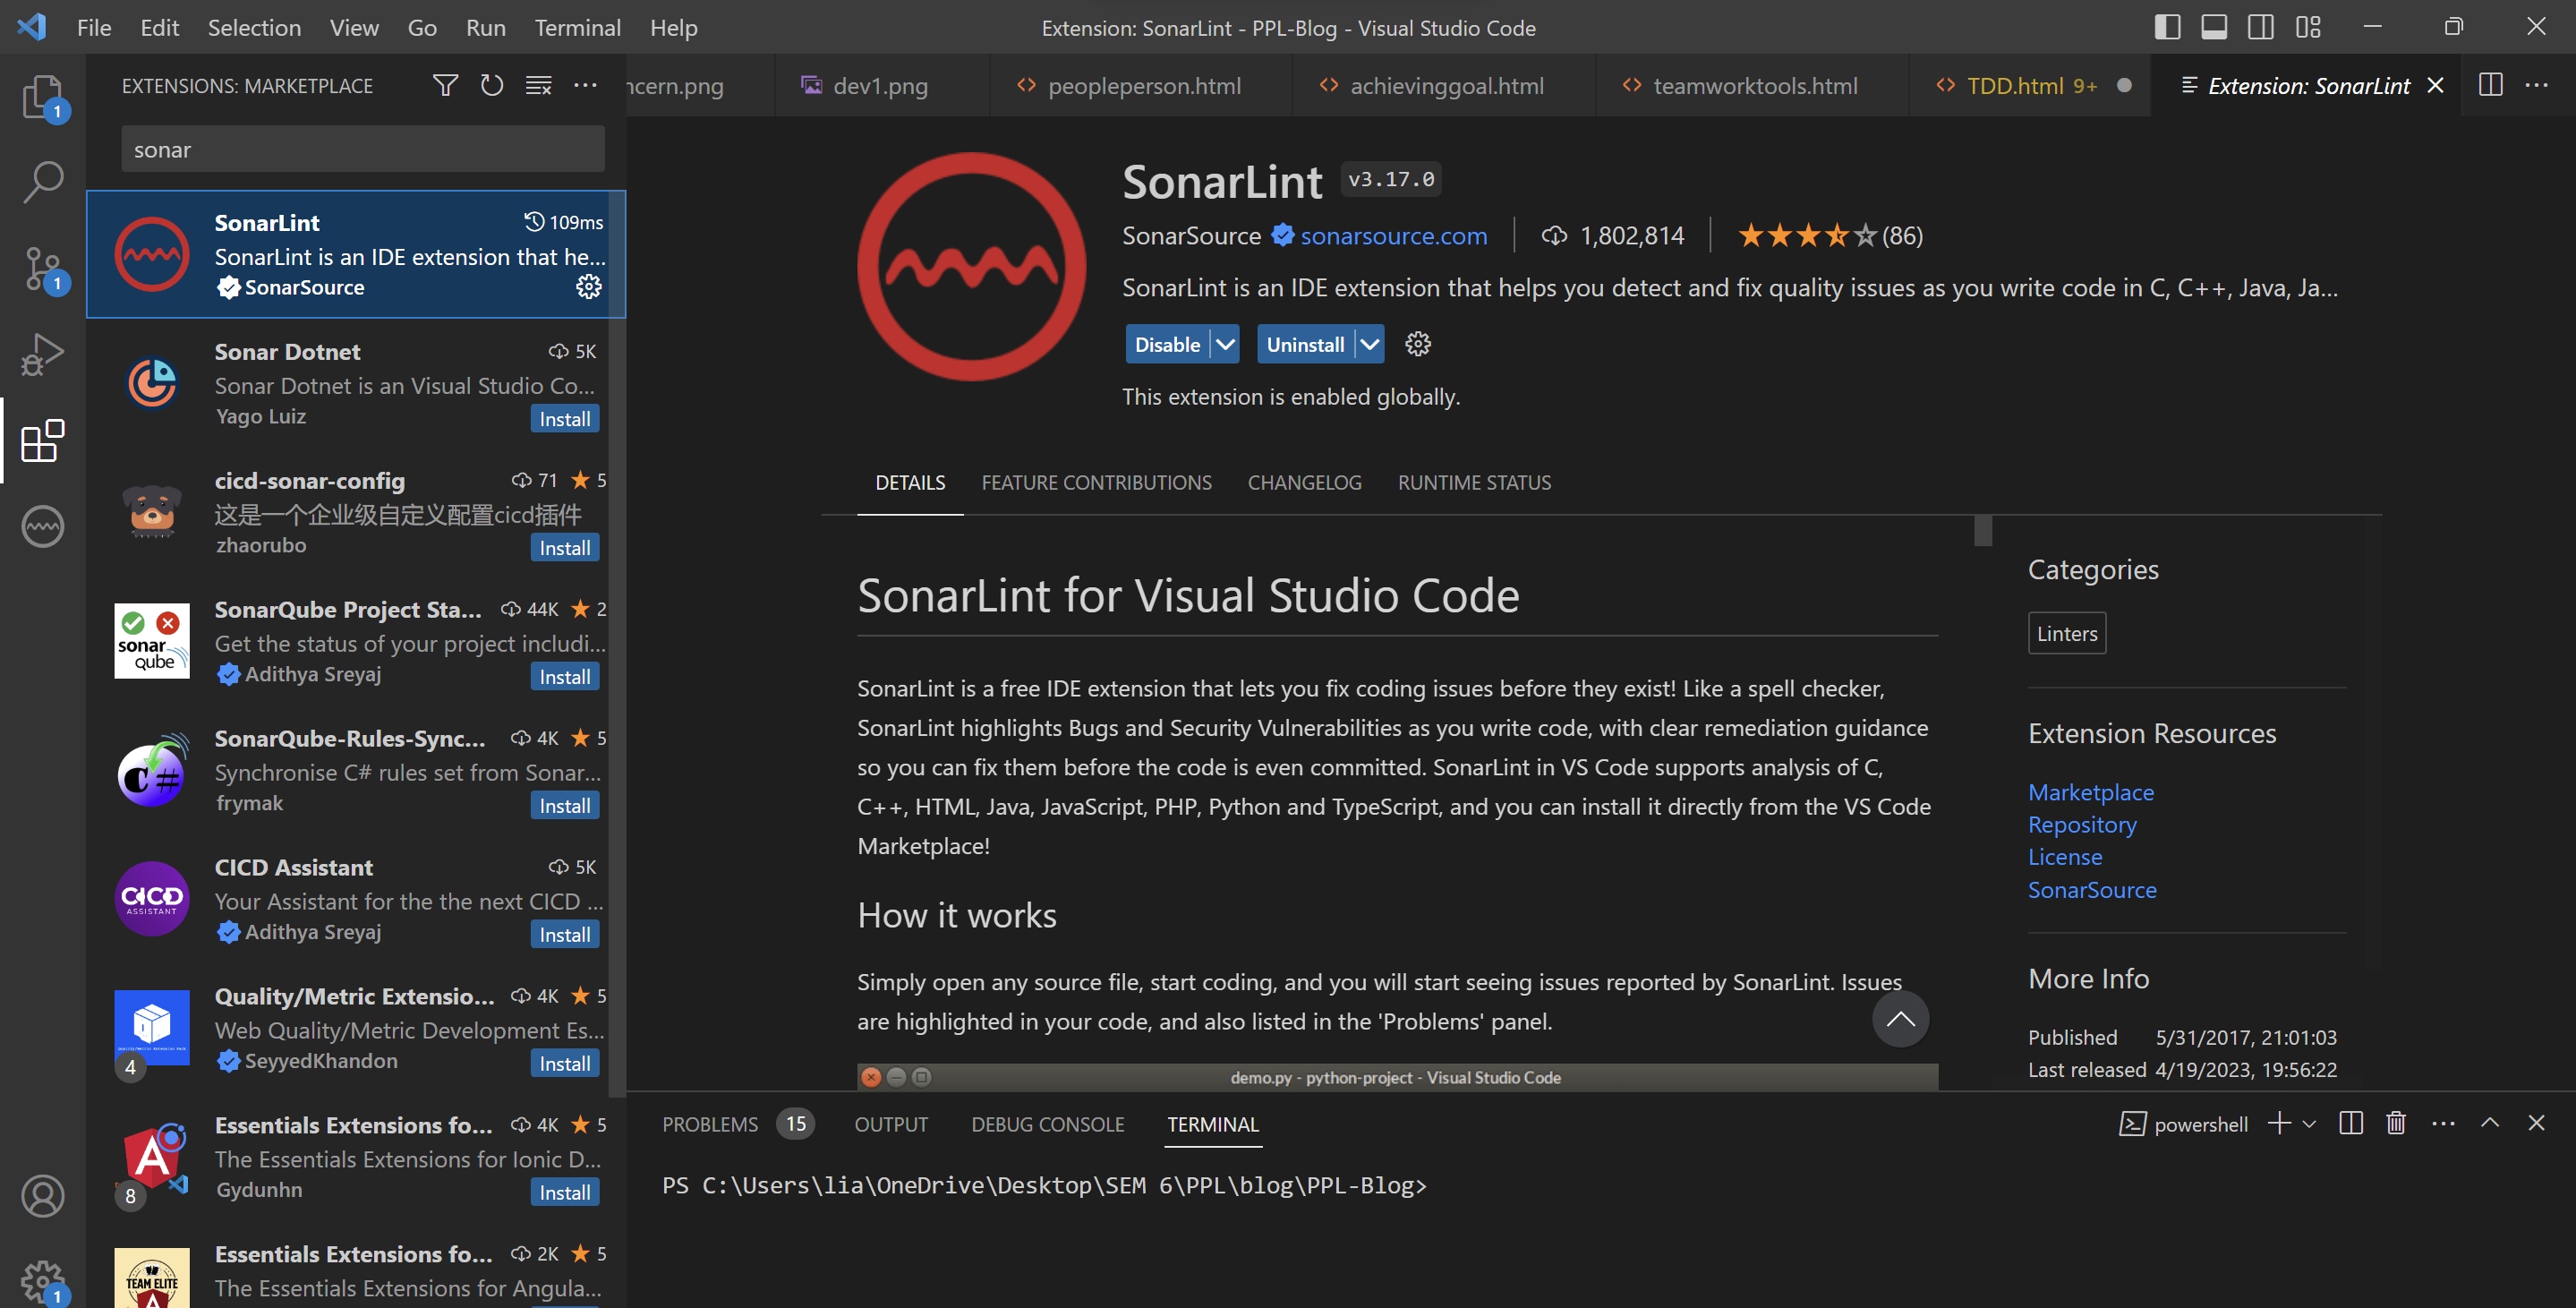 File Edit Selection View Go Run Terminal Help
Extension: SonarLint - PPL-Blog - Visual Studio Code
EXTENSIONS: MARKETPLACE
ncern.png
dev1.png
peopleperson.html
achievinggoal.html
teamworktools.html
TDD.html 9+
Extension: SonarLint
1
sonar
1
SonarLint 109ms
SonarLint is an IDE extension that he...
SonarSource
Sonar Dotnet 5K
Sonar Dotnet is an Visual Studio Co...
Yago Luiz Install
cicd-sonar-config 71 5
这是一个企业级自定义配置cicd插件
zhaorubo Install
sonar
qube
SonarQube Project Sta... 44K 2
Get the status of your project includi...
Adithya Sreyaj Install
C#
SonarQube-Rules-Sync... 4K 5
Synchronise C# rules set from Sonar...
frymak Install
CICD
ASSISTANT
CICD Assistant 5K
Your Assistant for the the next CICD ...
Adithya Sreyaj Install
Quality/Metric Extensio... 4K 5
Web Quality/Metric Development Es...
SeyyedKhandon Install
4
A
Essentials Extensions fo... 4K 5
The Essentials Extensions for Ionic D...
Gydunhn Install
8
TEAM ELITE
Essentials Extensions fo... 2K 5
The Essentials Extensions for Angula...
1
SonarLint v3.17.0
SonarSource sonarsource.com 1,802,814 (86)
SonarLint is an IDE extension that helps you detect and fix quality issues as you write code in C, C++, Java, Ja...
Disable Uninstall
This extension is enabled globally.
DETAILS FEATURE CONTRIBUTIONS CHANGELOG RUNTIME STATUS
SonarLint for Visual Studio Code
SonarLint is a free IDE extension that lets you fix coding issues before they exist! Like a spell checker,
SonarLint highlights Bugs and Security Vulnerabilities as you write code, with clear remediation guidance
so you can fix them before the code is even committed. SonarLint in VS Code supports analysis of C,
C++, HTML, Java, JavaScript, PHP, Python and TypeScript, and you can install it directly from the VS Code
Marketplace!
How it works
Simply open any source file, start coding, and you will start seeing issues reported by SonarLint. Issues
are highlighted in your code, and also listed in the 'Problems' panel.
demo.py - python-project - Visual Studio Code
Categories
Linters
Extension Resources
Marketplace
Repository
License
SonarSource
More Info
Published 5/31/2017, 21:01:03
Last released 4/19/2023, 19:56:22
PROBLEMS 15 OUTPUT DEBUG CONSOLE TERMINAL
powershell
PS C:\Users\lia\OneDrive\Desktop\SEM 6\PPL\blog\PPL-Blog>